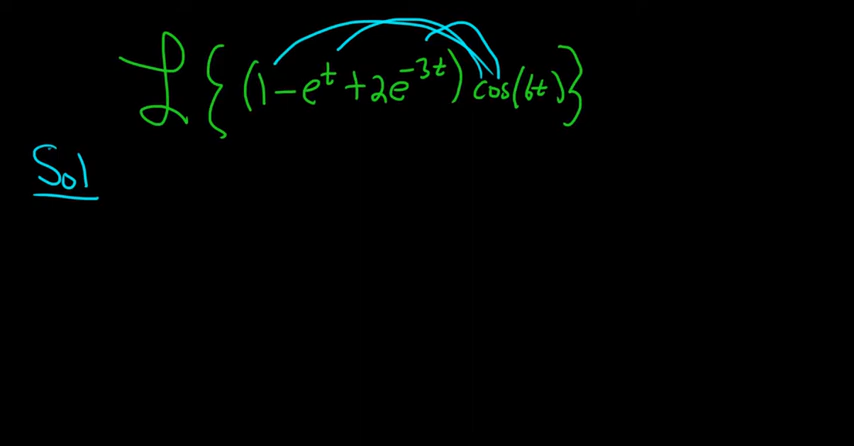 ℒ{(1 − e^t + 2e^{−3t}) cos(6t)}
Sol